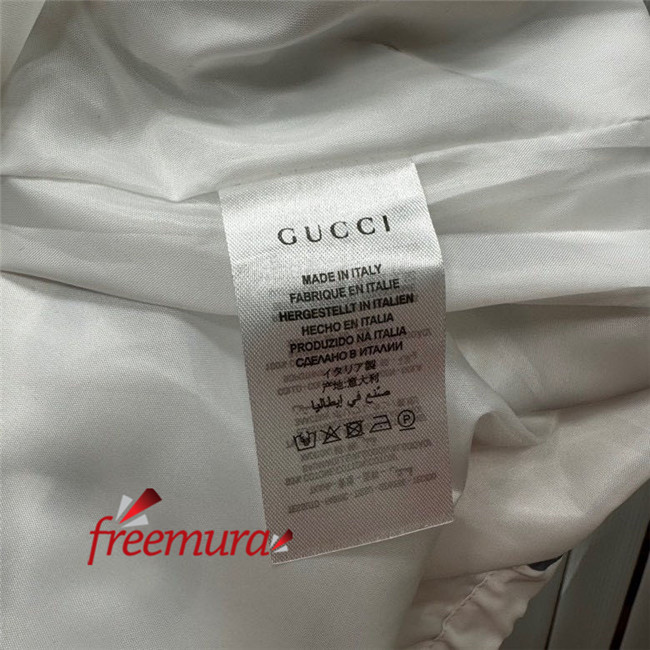 GUCCI
MADE IN ITALY
FABRIQUE EN ITALIE
HERGESTELLT IN ITALIEN
HECHO EN ITALIA
PRODUZIDO NA ITALIA
СДЕЛАНО В ИТАЛИИ
イタリア製
产地:意大利
صنع في إيطاليا
freemura